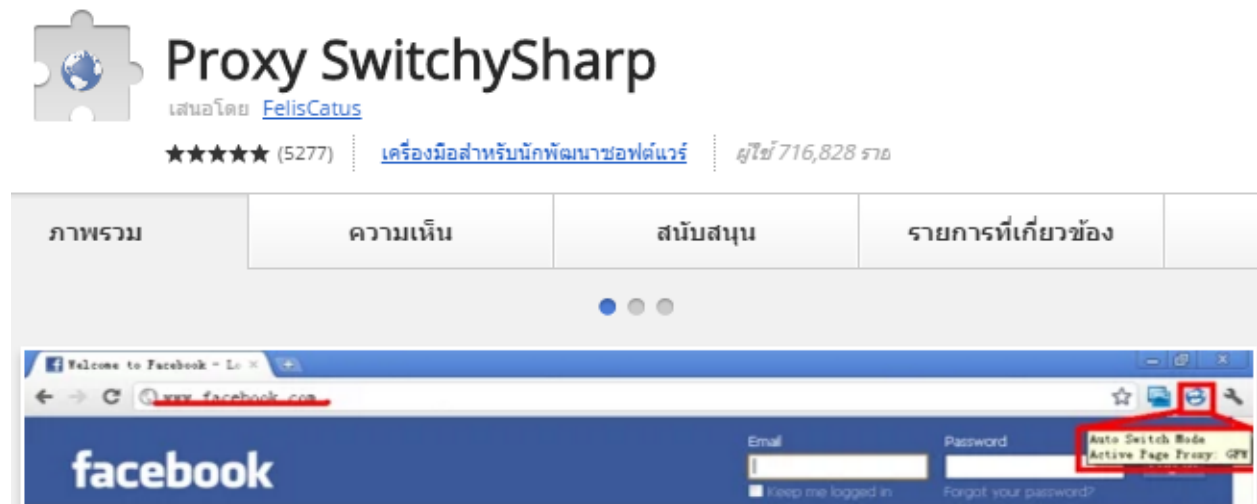 Proxy SwitchySharp
เสนอโดย FelisCatus
★★★★★ (5277) เครื่องมือสำหรับนักพัฒนาซอฟต์แวร์ ผู้ใช้ 716,828 ราย
ภาพรวม ความเห็น สนับสนุน รายการที่เกี่ยวข้อง
Welcome to Facebook - Lo
www.facebook.com
Email Password
Auto Switch Mode
Active Page Proxy: GFW
facebook
Keep me logged in Forgot your password?